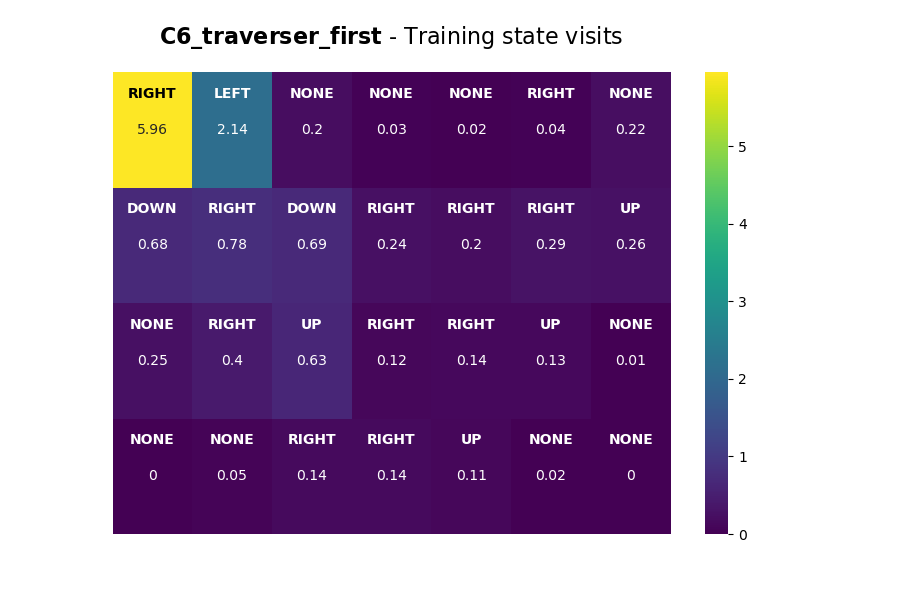 C6_traverser_first - Training state visits
RIGHT LEFT NONE NONE NONE RIGHT NONE
5.96 2.14 0.2 0.03 0.02 0.04 0.22
DOWN RIGHT DOWN RIGHT RIGHT RIGHT UP
0.68 0.78 0.69 0.24 0.2 0.29 0.26
NONE RIGHT UP RIGHT RIGHT UP NONE
0.25 0.4 0.63 0.12 0.14 0.13 0.01
NONE NONE RIGHT RIGHT UP NONE NONE
0 0.05 0.14 0.14 0.11 0.02 0
5
4
3
2
1
0